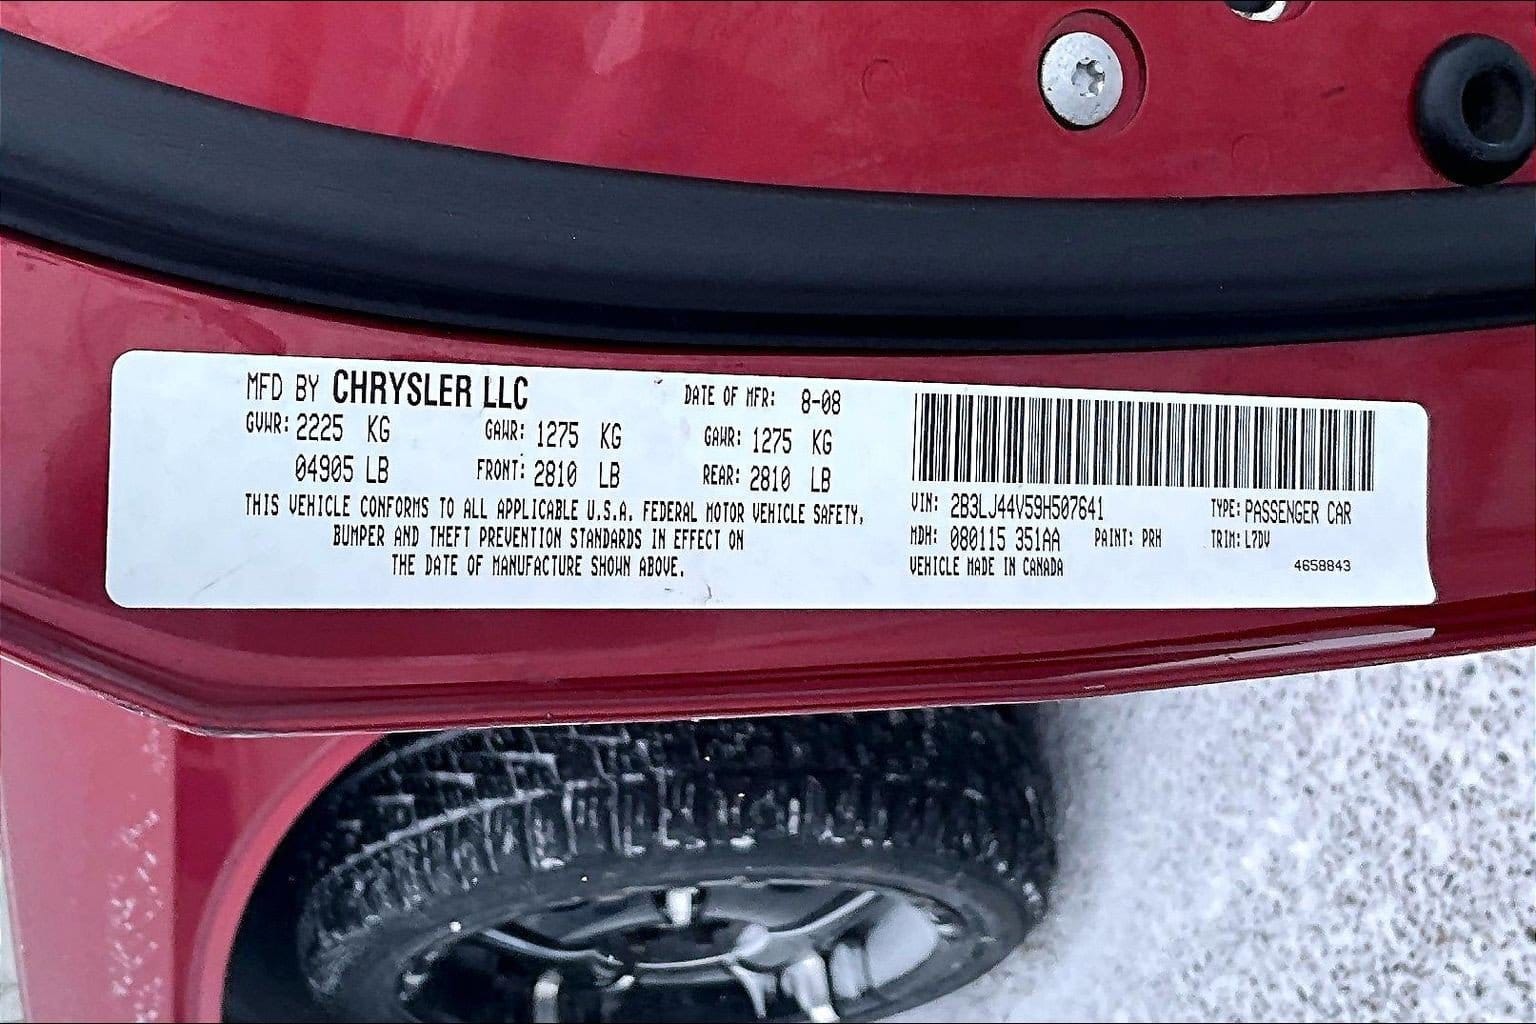 MFD BY CHRYSLER LLC DATE OF MFR: 8-08
GVWR: 2225 KG GAWR: 1275 KG GAWR: 1275 KG
04905 LB FRONT: 2810 LB REAR: 2810 LB
THIS VEHICLE CONFORMS TO ALL APPLICABLE U.S.A. FEDERAL MOTOR VEHICLE SAFETY,
BUMPER AND THEFT PREVENTION STANDARDS IN EFFECT ON
THE DATE OF MANUFACTURE SHOWN ABOVE.
VIN: 2B3LJ44V59H507641 TYPE: PASSENGER CAR
MDH: 080115 351AA PAINT: PRH TRIM: L7DV
VEHICLE MADE IN CANADA 4658843